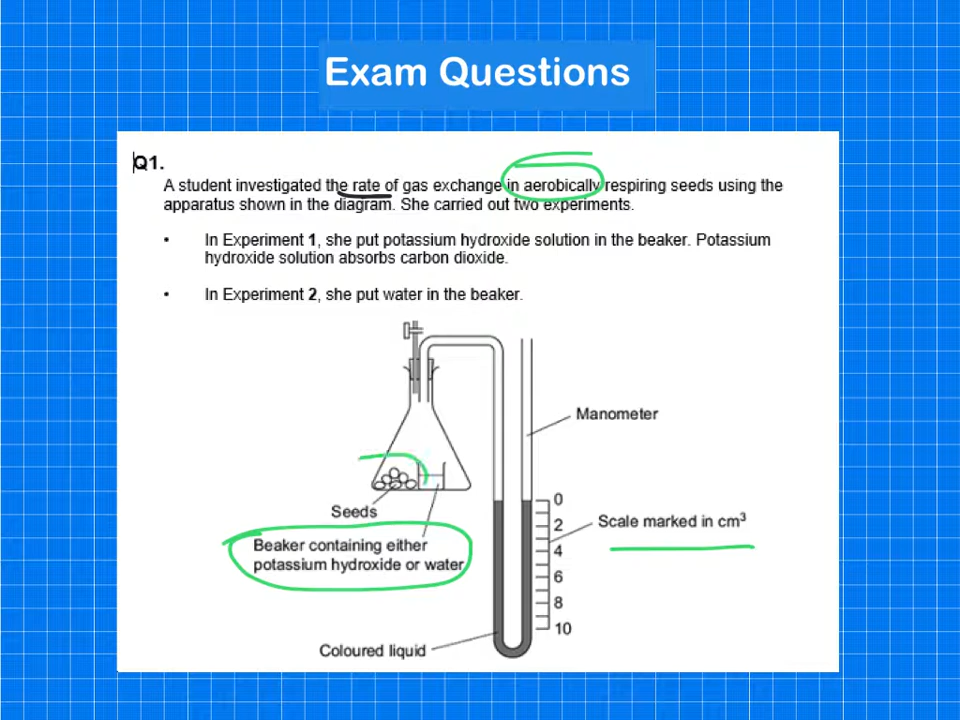 Exam Questions
Q1.
A student investigated the rate of gas exchange in aerobically respiring seeds using the
apparatus shown in the diagram. She carried out two experiments.
• In Experiment 1, she put potassium hydroxide solution in the beaker. Potassium
hydroxide solution absorbs carbon dioxide.
• In Experiment 2, she put water in the beaker.
Manometer
0
Scale marked in cm³
2
4
6
8
10
Seeds
Beaker containing either
potassium hydroxide or water
Coloured liquid